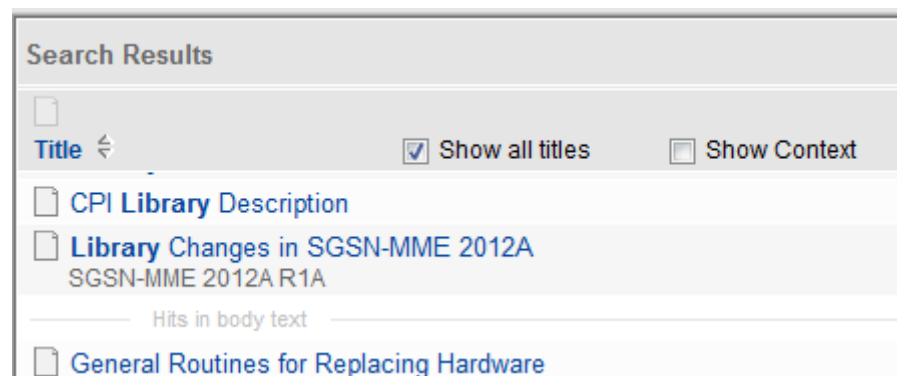 Search Results
Title Show all titles Show Context
CPI Library Description
Library Changes in SGSN-MME 2012A
SGSN-MME 2012A R1A
Hits in body text
General Routines for Replacing Hardware